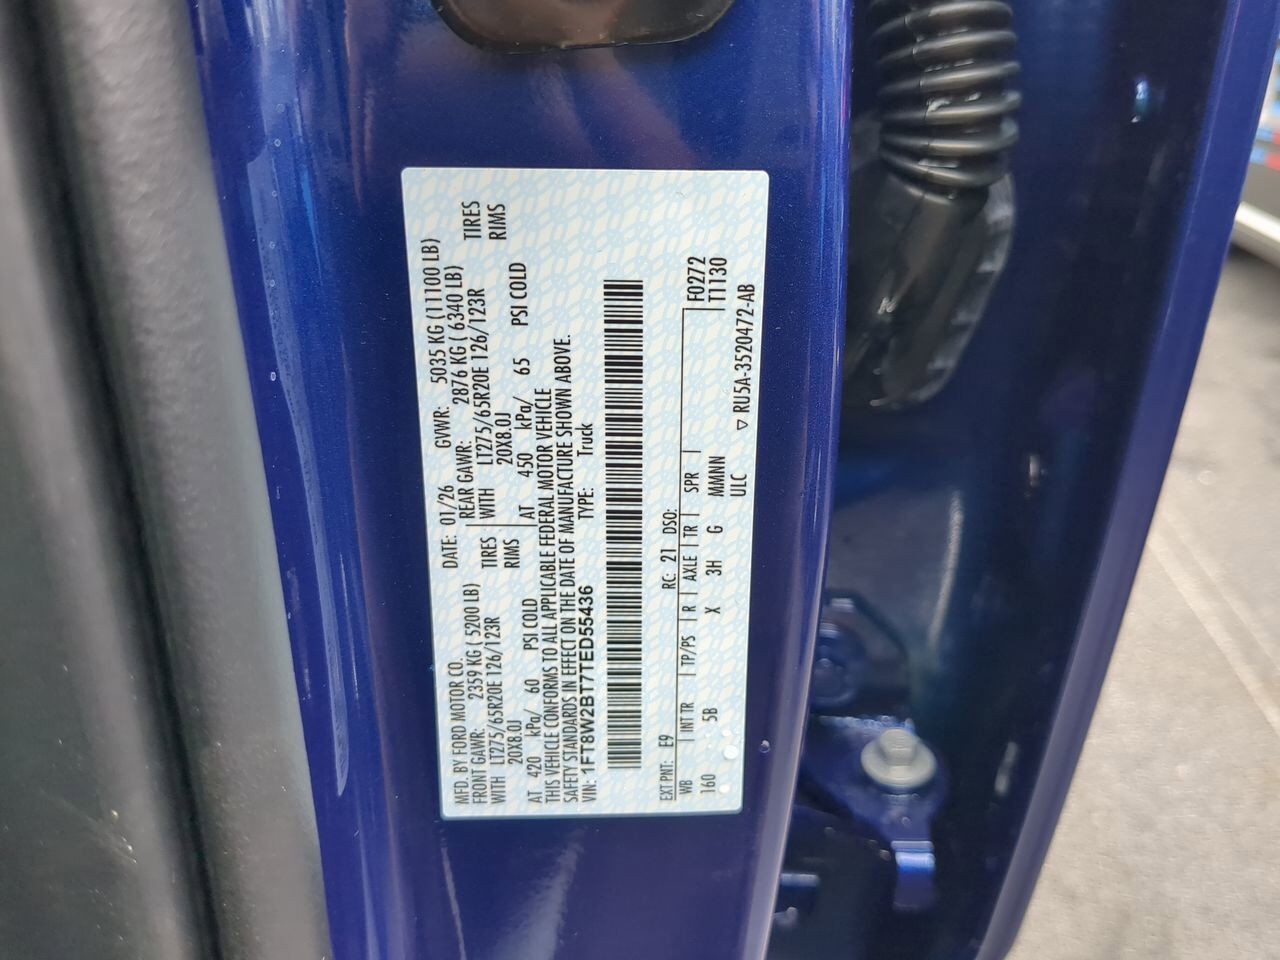 MFD. BY FORD MOTOR CO.
DATE: 01/26 GVWR: 5035 KG (11100 LB)
FRONT GAWR: 2359 KG ( 5200 LB)
REAR GAWR: 2876 KG ( 6340 LB)
WITH LT275/65R20E 126/123R TIRES
WITH LT275/65R20E 126/123R TIRES
20X8.0J RIMS
20X8.0J RIMS
AT 420 kPa/ 60 PSI COLD
AT 450 kPa/ 65 PSI COLD
THIS VEHICLE CONFORMS TO ALL APPLICABLE FEDERAL MOTOR VEHICLE
SAFETY STANDARDS IN EFFECT ON THE DATE OF MANUFACTURE SHOWN ABOVE.
VIN: 1FT8W2BT7TED55436 TYPE: Truck
EXT PNT: E9 RC: 21 DSO: F0272
WB INT TR TP/PS R AXLE TR SPR T1130
160 5B X 3H G MMNN
ULC ▽ RU5A-3520472-AB